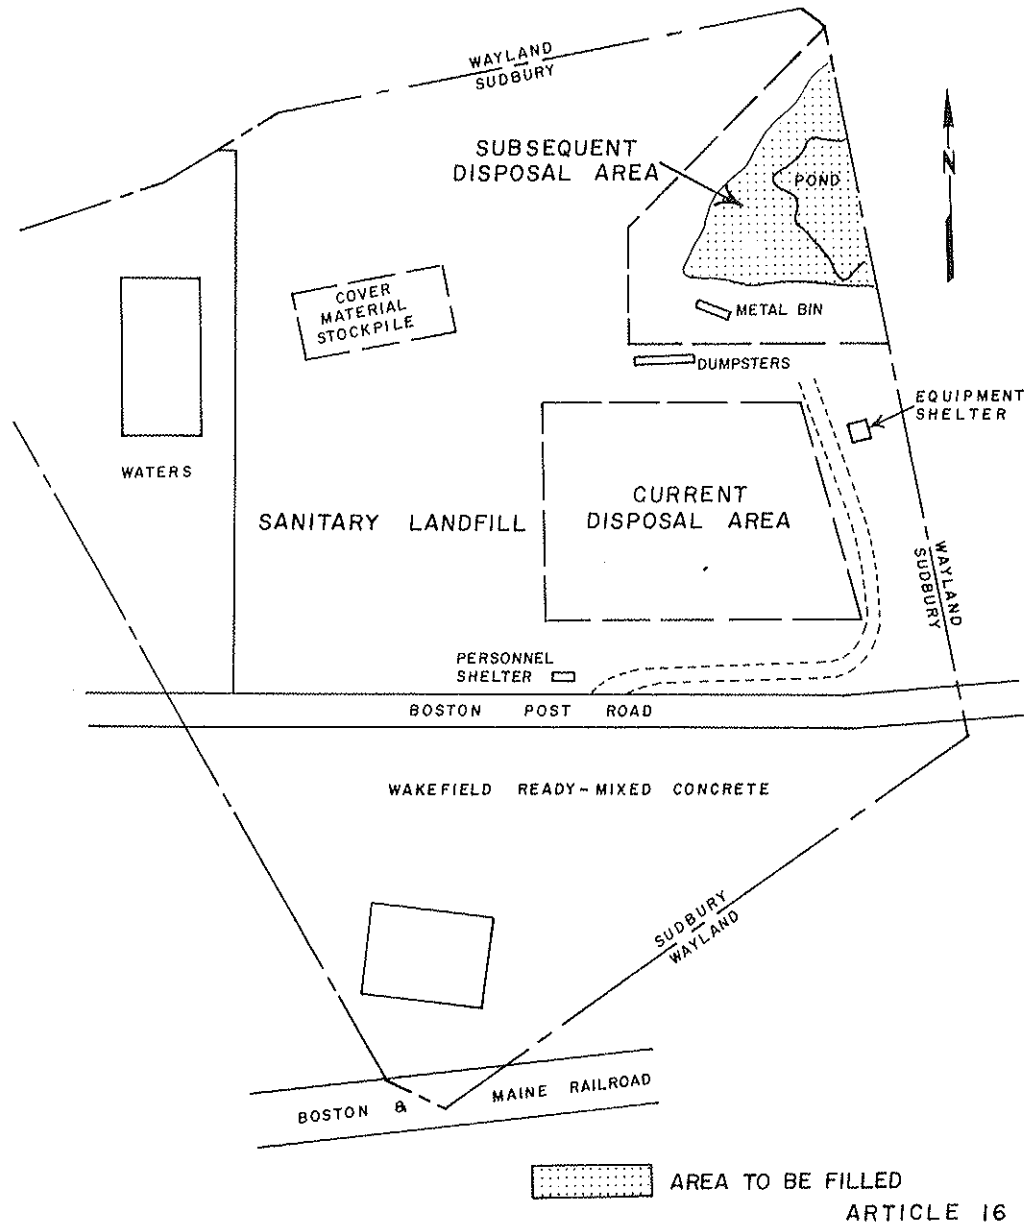 WAYLAND
SUDBURY
SUBSEQUENT
DISPOSAL AREA
POND
N
COVER
MATERIAL
STOCKPILE
METAL BIN
DUMPSTERS
EQUIPMENT
SHELTER
WATERS
SANITARY LANDFILL
CURRENT
DISPOSAL AREA
WAYLAND
SUDBURY
PERSONNEL
SHELTER
BOSTON POST ROAD
WAKEFIELD READY-MIXED CONCRETE
SUDBURY
WAYLAND
BOSTON & MAINE RAILROAD
AREA TO BE FILLED
ARTICLE 16